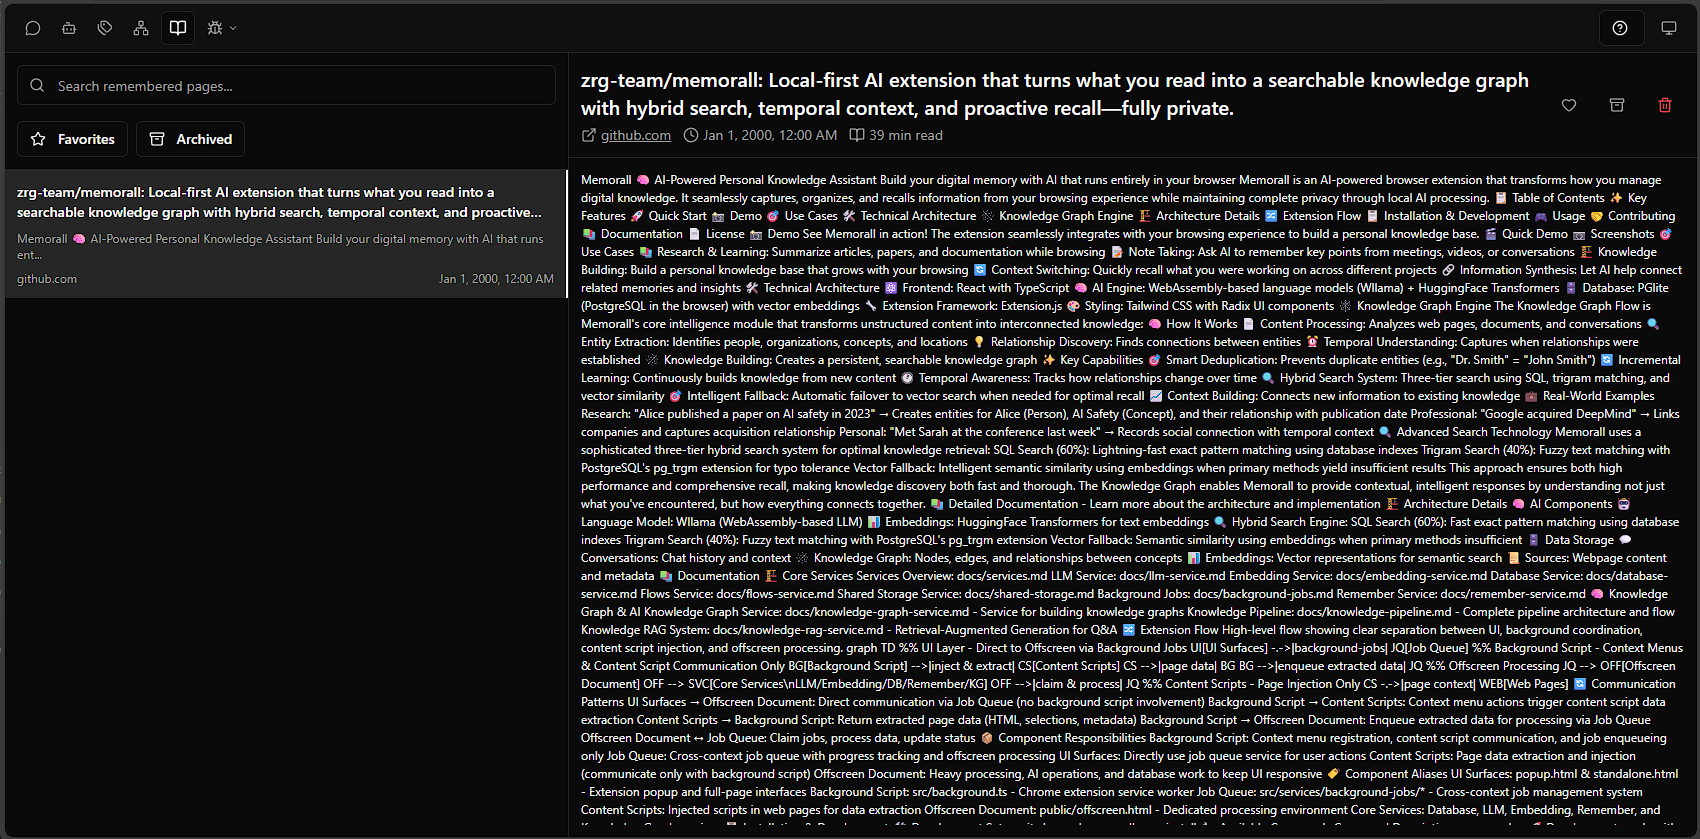 Search remembered pages...
Favorites
Archived
zrg-team/memorall: Local-first AI extension that turns what you read into a
searchable knowledge graph with hybrid search, temporal context, and proactive...
Memorall 🧠 AI-Powered Personal Knowledge Assistant Build your digital memory with AI that runs
ent...
github.com
Jan 1, 2000, 12:00 AM
zrg-team/memorall: Local-first AI extension that turns what you read into a searchable knowledge graph
with hybrid search, temporal context, and proactive recall—fully private.
github.com Jan 1, 2000, 12:00 AM 39 min read
Memorall 🧠 AI-Powered Personal Knowledge Assistant Build your digital memory with AI that runs entirely in your browser Memorall is an AI-powered browser extension that transforms how you manage
digital knowledge. It seamlessly captures, organizes, and recalls information from your browsing experience while maintaining complete privacy through local AI processing. 📋 Table of Contents ✨ Key
Features 🚀 Quick Start 📷 Demo 🎯 Use Cases 🛠 Technical Architecture 🕸 Knowledge Graph Engine 🏗 Architecture Details 🔀 Extension Flow 📋 Installation & Development 🎮 Usage 🤝 Contributing
📚 Documentation 📄 License 📷 Demo See Memorall in action! The extension seamlessly integrates with your browsing experience to build a personal knowledge base. 🎬 Quick Demo 📷 Screenshots 🎯
Use Cases 📚 Research & Learning: Summarize articles, papers, and documentation while browsing 📝 Note Taking: Ask AI to remember key points from meetings, videos, or conversations 🏗 Knowledge
Building: Build a personal knowledge base that grows with your browsing 🔄 Context Switching: Quickly recall what you were working on across different projects 🔗 Information Synthesis: Let AI help connect
related memories and insights 🛠 Technical Architecture ⚛ Frontend: React with TypeScript 🧠 AI Engine: WebAssembly-based language models (Wllama) + HuggingFace Transformers 🗄 Database: PGlite
(PostgreSQL in the browser) with vector embeddings 🔧 Extension Framework: Extension.js 🎨 Styling: Tailwind CSS with Radix UI components 🕸 Knowledge Graph Engine The Knowledge Graph Flow is
Memorall's core intelligence module that transforms unstructured content into interconnected knowledge: 🧠 How It Works 📄 Content Processing: Analyzes web pages, documents, and conversations 🔍
Entity Extraction: Identifies people, organizations, concepts, and locations 💡 Relationship Discovery: Finds connections between entities ⏰ Temporal Understanding: Captures when relationships were
established 🕸 Knowledge Building: Creates a persistent, searchable knowledge graph ✨ Key Capabilities 🎯 Smart Deduplication: Prevents duplicate entities (e.g., "Dr. Smith" = "John Smith") 🔄 Incremental
Learning: Continuously builds knowledge from new content 🕐 Temporal Awareness: Tracks how relationships change over time 🔍 Hybrid Search System: Three-tier search using SQL, trigram matching, and
vector similarity 🎯 Intelligent Fallback: Automatic failover to vector search when needed for optimal recall 📈 Context Building: Connects new information to existing knowledge 💼 Real-World Examples
Research: "Alice published a paper on AI safety in 2023" → Creates entities for Alice (Person), AI Safety (Concept), and their relationship with publication date Professional: "Google acquired DeepMind" → Links
companies and captures acquisition relationship Personal: "Met Sarah at the conference last week" → Records social connection with temporal context 🔍 Advanced Search Technology Memorall uses a
sophisticated three-tier hybrid search system for optimal knowledge retrieval: SQL Search (60%): Lightning-fast exact pattern matching using database indexes Trigram Search (40%): Fuzzy text matching with
PostgreSQL's pg_trgm extension for typo tolerance Vector Fallback: Intelligent semantic similarity using embeddings when primary methods yield insufficient results This approach ensures both high
performance and comprehensive recall, making knowledge discovery both fast and thorough. The Knowledge Graph enables Memorall to provide contextual, intelligent responses by understanding not just
what you've encountered, but how everything connects together. 📚 Detailed Documentation - Learn more about the architecture and implementation 🏗 Architecture Details 🧠 AI Components 🤖
Language Model: Wllama (WebAssembly-based LLM) 📊 Embeddings: HuggingFace Transformers for text embeddings 🔍 Hybrid Search Engine: SQL Search (60%): Fast exact pattern matching using database
indexes Trigram Search (40%): Fuzzy text matching with PostgreSQL's pg_trgm extension Vector Fallback: Semantic similarity using embeddings when primary methods insufficient 🗄 Data Storage 💬
Conversations: Chat history and context 🕸 Knowledge Graph: Nodes, edges, and relationships between concepts 📊 Embeddings: Vector representations for semantic search 📜 Sources: Webpage content
and metadata 📚 Documentation 🏗 Core Services Services Overview: docs/services.md LLM Service: docs/llm-service.md Embedding Service: docs/embedding-service.md Database Service: docs/database-
service.md Flows Service: docs/flows-service.md Shared Storage Service: docs/shared-storage.md Background Jobs: docs/background-jobs.md Remember Service: docs/remember-service.md 🧠 Knowledge
Graph & AI Knowledge Graph Service: docs/knowledge-graph-service.md - Service for building knowledge graphs Knowledge Pipeline: docs/knowledge-pipeline.md - Complete pipeline architecture and flow
Knowledge RAG System: docs/knowledge-rag-service.md - Retrieval-Augmented Generation for Q&A 🔀 Extension Flow High-level flow showing clear separation between UI, background coordination,
content script injection, and offscreen processing. graph TD %% UI Layer - Direct to Offscreen via Background Jobs UI[UI Surfaces] -.->|background-jobs| JQ[Job Queue] %% Background Script - Context Menus
& Content Script Communication Only BG[Background Script] -->|inject & extract| CS[Content Scripts] CS -->|page data| BG BG -->|enqueue extracted data| JQ %% Offscreen Processing JQ --> OFF[Offscreen
Document] OFF --> SVC[Core Services\nLLM/Embedding/DB/Remember/KG] OFF -->|claim & process| JQ %% Content Scripts - Page Injection Only CS -.->|page context| WEB[Web Pages] 🔄 Communication
Patterns UI Surfaces → Offscreen Document: Direct communication via Job Queue (no background script involvement) Background Script → Content Scripts: Context menu actions trigger content script data
extraction Content Scripts → Background Script: Return extracted page data (HTML, selections, metadata) Background Script → Offscreen Document: Enqueue extracted data for processing via Job Queue
Offscreen Document ↔ Job Queue: Claim jobs, process data, update status 📦 Component Responsibilities Background Script: Context menu registration, content script communication, and job enqueueing
only Job Queue: Cross-context job queue with progress tracking and offscreen processing UI Surfaces: Directly use job queue service for user actions Content Scripts: Page data extraction and injection
(communicate only with background script) Offscreen Document: Heavy processing, AI operations, and database work to keep UI responsive 🏷 Component Aliases UI Surfaces: popup.html & standalone.html
- Extension popup and full-page interfaces Background Script: src/background.ts - Chrome extension service worker Job Queue: src/services/background-jobs/* - Cross-context job management system
Content Scripts: Injected scripts in web pages for data extraction Offscreen Document: public/offscreen.html - Dedicated processing environment Core Services: Database, LLM, Embedding, Remember, and